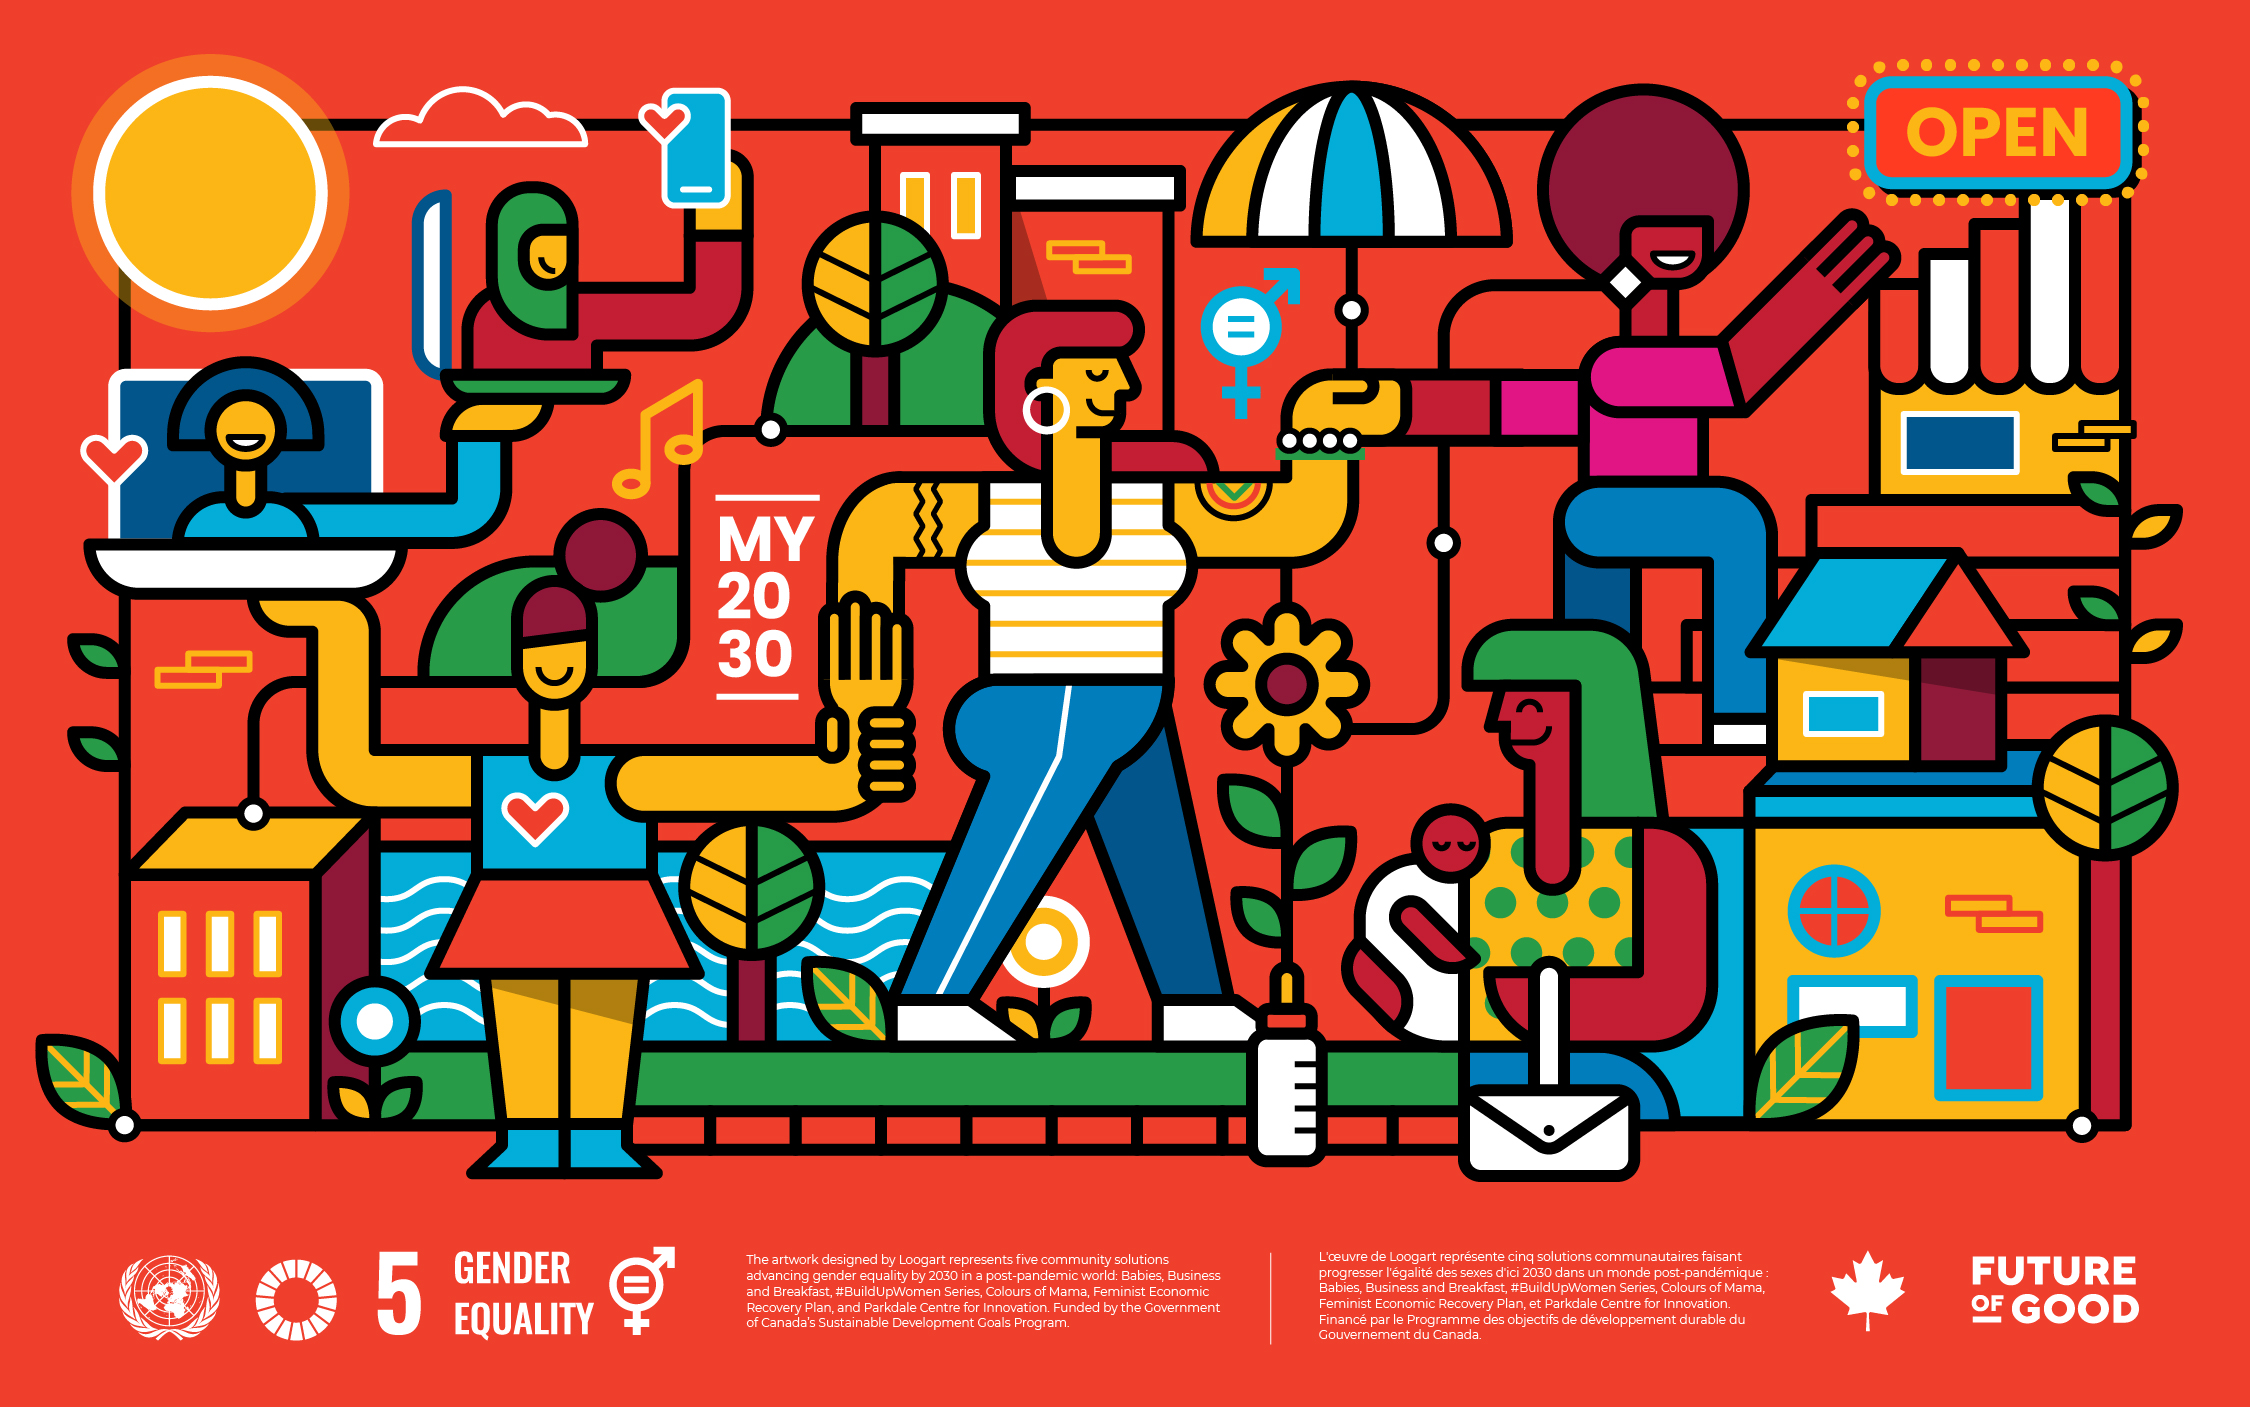 OPEN
MY
20
30
5
GENDER
EQUALITY
The artwork designed by Loogart represents five community solutions
advancing gender equality by 2030 in a post-pandemic world: Babies, Business
and Breakfast, #BuildUpWomen Series, Colours of Mama, Feminist Economic
Recovery Plan, and Parkdale Centre for Innovation. Funded by the Government
of Canada's Sustainable Development Goals Program.
L'œuvre de Loogart représente cinq solutions communautaires faisant
progresser l'égalité des sexes d'ici 2030 dans un monde post-pandémique :
Babies, Business and Breakfast, #BuildUpWomen Series, Colours of Mama,
Feminist Economic Recovery Plan, et Parkdale Centre for Innovation.
Financé par le Programme des objectifs de développement durable du
Gouvernement du Canada.
FUTURE
OF GOOD